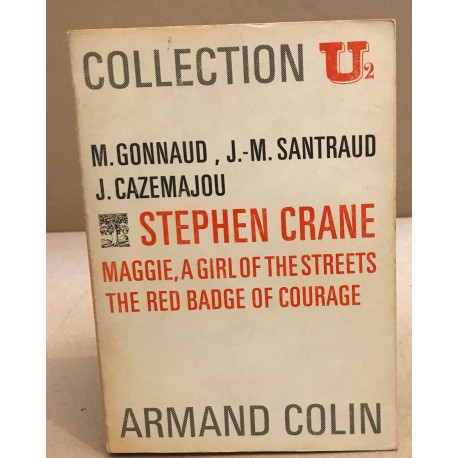 COLLECTION U2
M. GONNAUD, J.-M. SANTRAUD
J. CAZEMAJOU
STEPHEN CRANE
MAGGIE, A GIRL OF THE STREETS
THE RED BADGE OF COURAGE
ARMAND COLIN